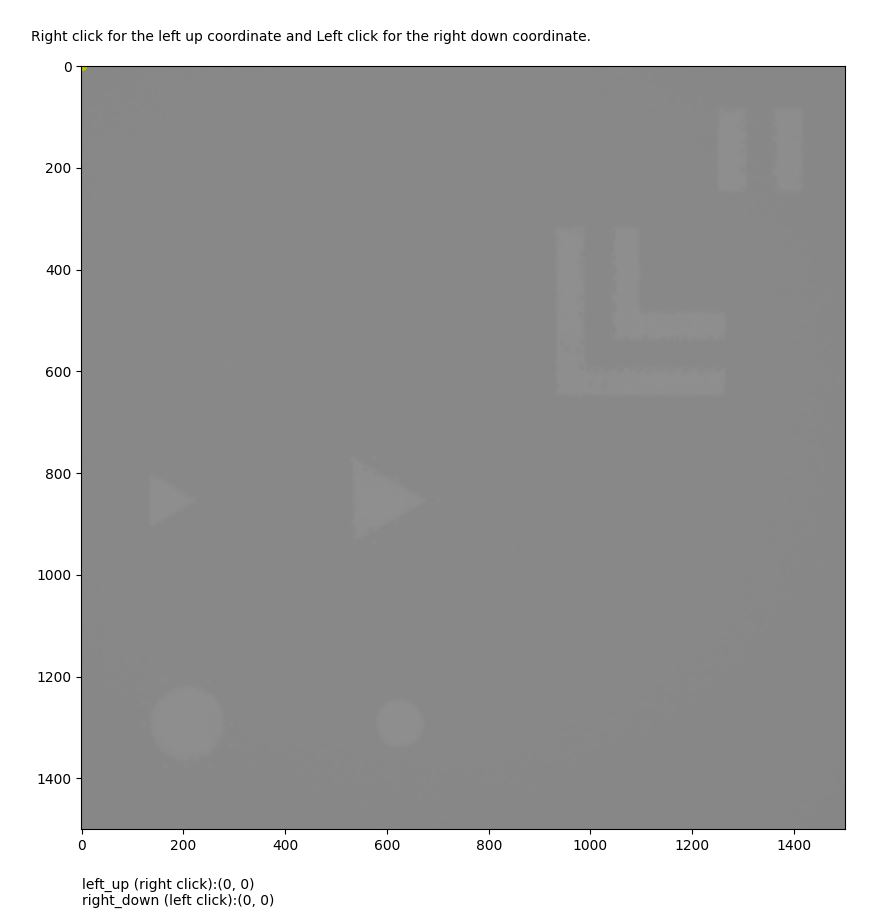 Right click for the left up coordinate and Left click for the right down coordinate.
0
200
400
600
800
1000
1200
1400
0 200 400 600 800 1000 1200 1400
left_up (right click):(0, 0)
right_down (left click):(0, 0)